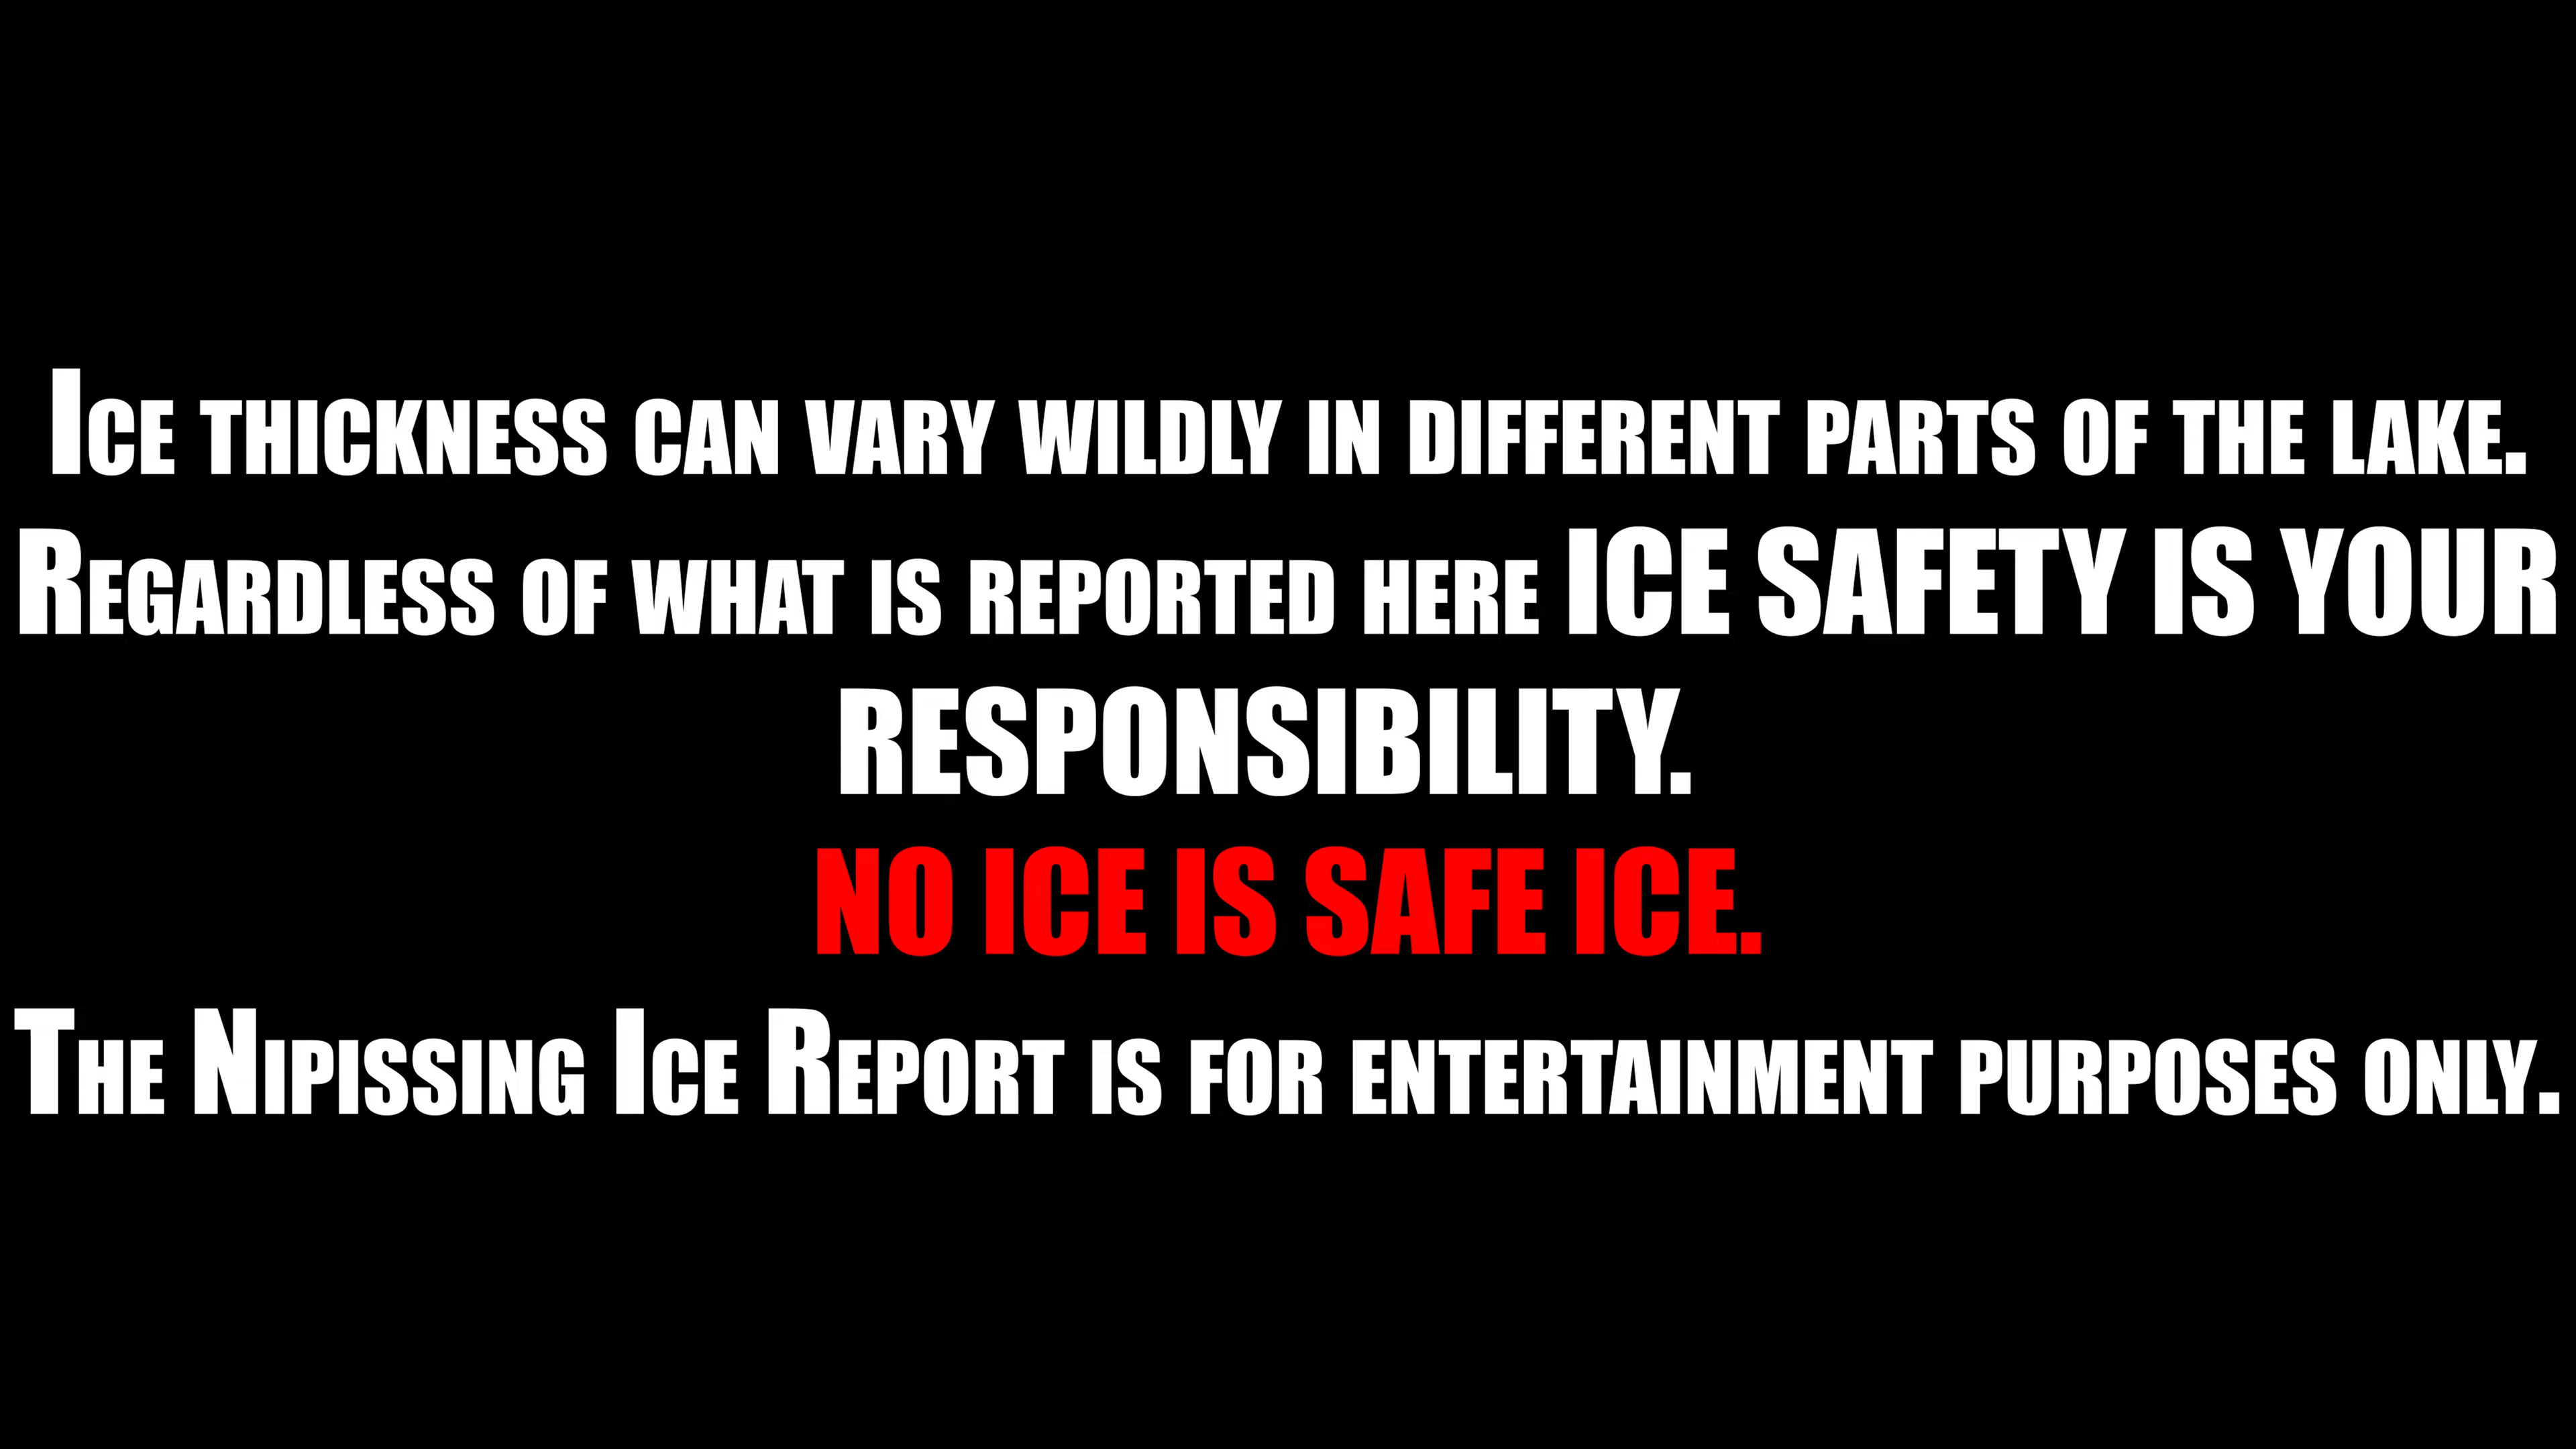 Ice thickness can vary wildly in different parts of the lake.
Regardless of what is reported here ICE SAFETY IS YOUR
RESPONSIBILITY.
NO ICE IS SAFE ICE.
The Nipissing Ice Report is for entertainment purposes only.